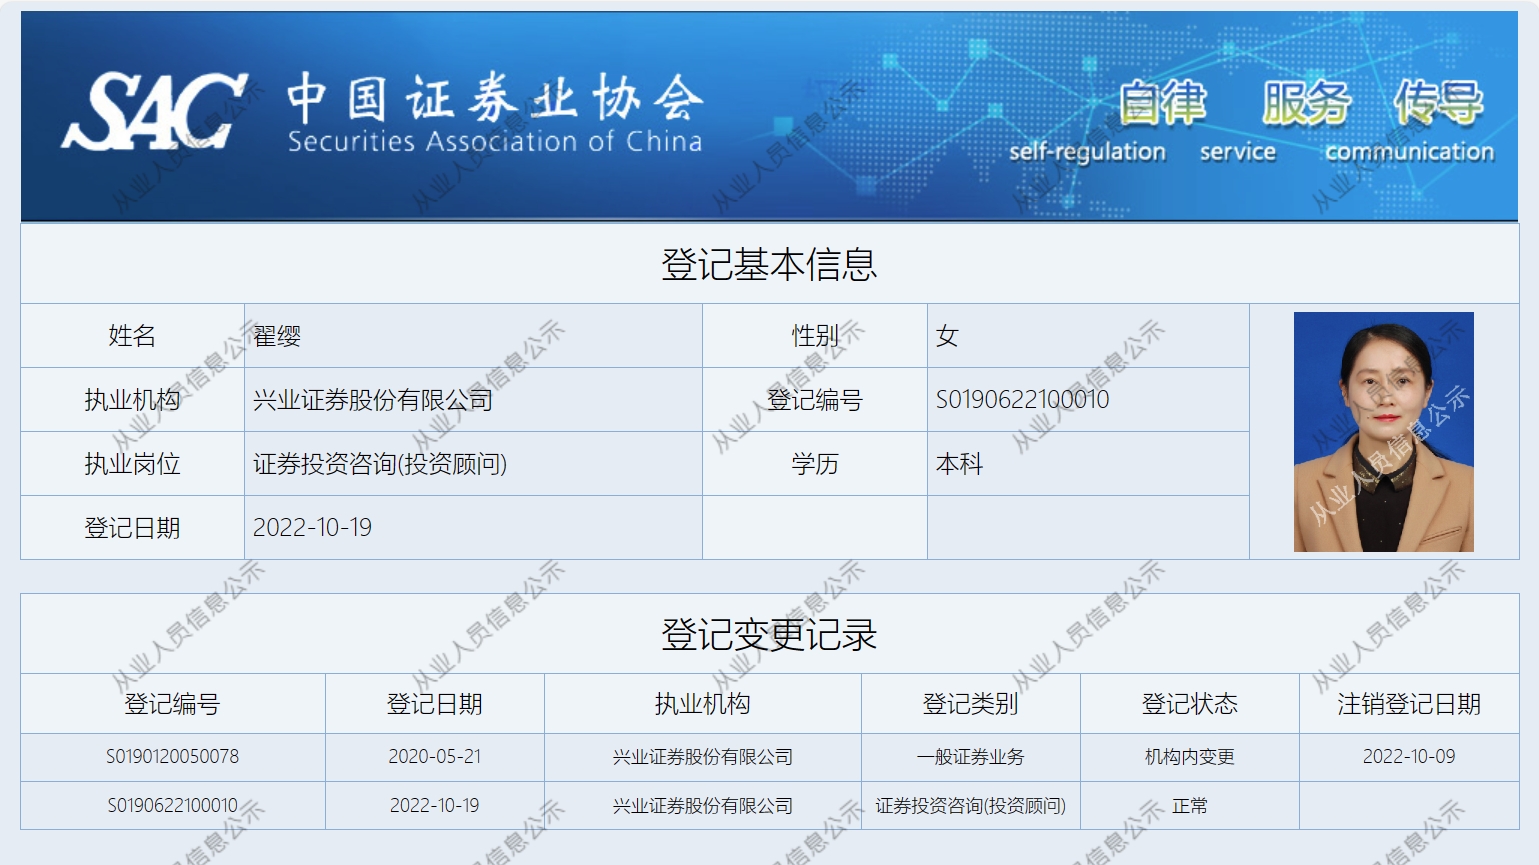 SAC 中国证券业协会
Securities Association of China
自律 服务 传导
self-regulation service communication
登记基本信息
姓名 翟缨 性别 女
执业机构 兴业证券股份有限公司 登记编号 S0190622100010
执业岗位 证券投资咨询(投资顾问) 学历 本科
登记日期 2022-10-19
从业人员信息公示
登记变更记录
登记编号 登记日期 执业机构 登记类别 登记状态 注销登记日期
S0190120050078 2020-05-21 兴业证券股份有限公司 一般证券业务 机构内变更 2022-10-09
S0190622100010 2022-10-19 兴业证券股份有限公司 证券投资咨询(投资顾问) 正常